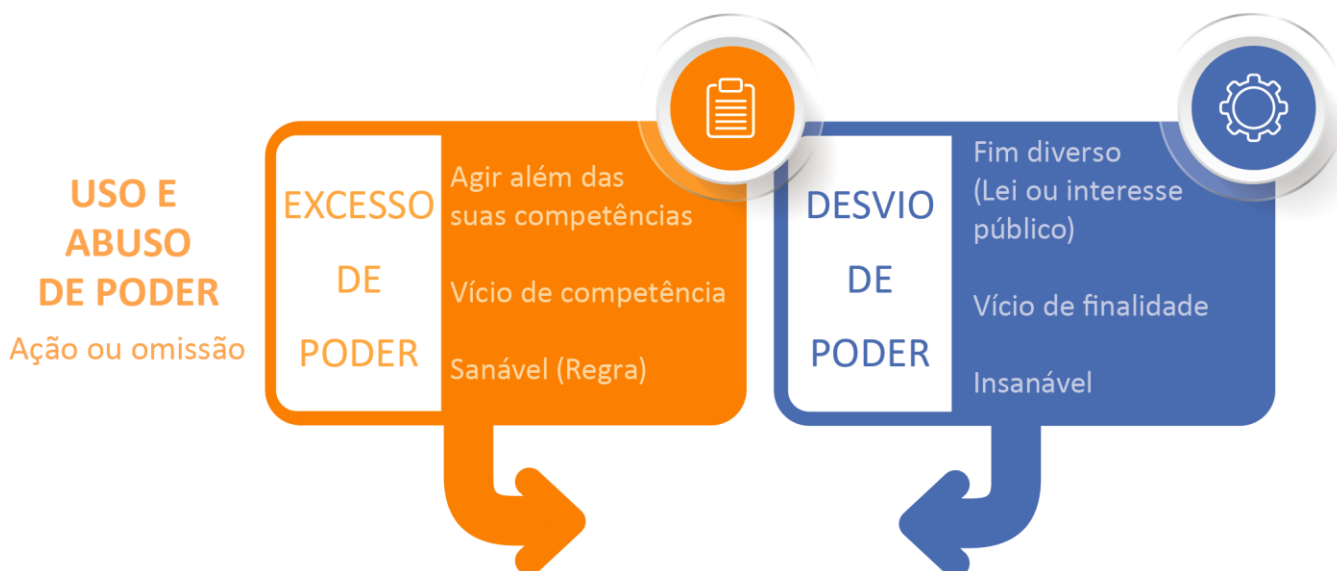 USO E
ABUSO
DE PODER
Ação ou omissão
EXCESSO
DE
PODER
Agir além das
suas competências
Vício de competência
Sanável (Regra)
DESVIO
DE
PODER
Fim diverso
(Lei ou interesse
público)
Vício de finalidade
Insanável